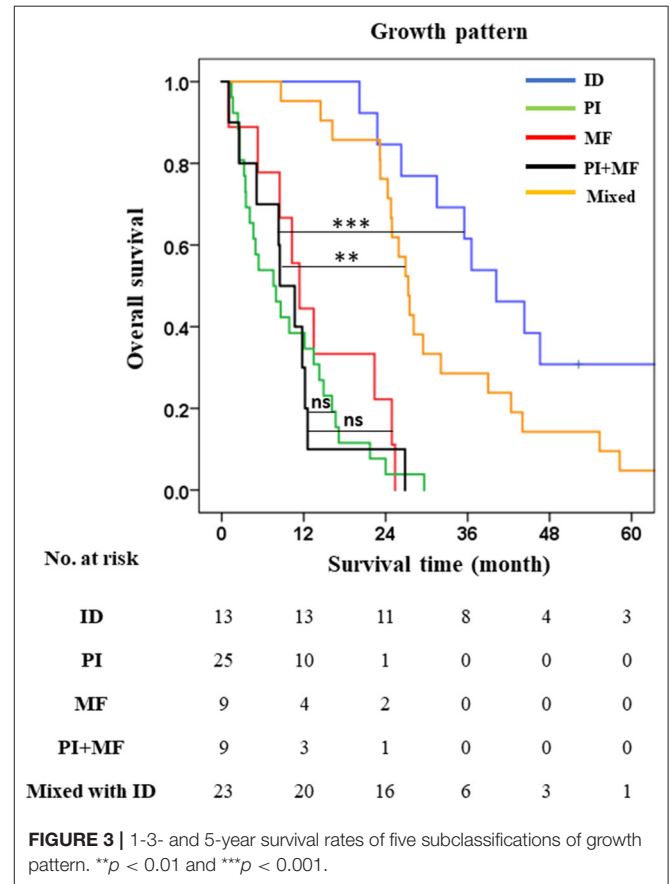 Growth pattern
1.0
0.8
0.6
0.4
0.2
0.0
Overall survival
ID
PI
MF
PI+MF
Mixed
***
**
ns
ns
0 12 24 36 48 60
No. at risk
Survival time (month)
ID 13 13 11 8 4 3
PI 25 10 1 0 0 0
MF 9 4 2 0 0 0
PI+MF 9 3 1 0 0 0
Mixed with ID 23 20 16 6 3 1
FIGURE 3 | 1-3- and 5-year survival rates of five subclassifications of growth
pattern. **p < 0.01 and ***p < 0.001.